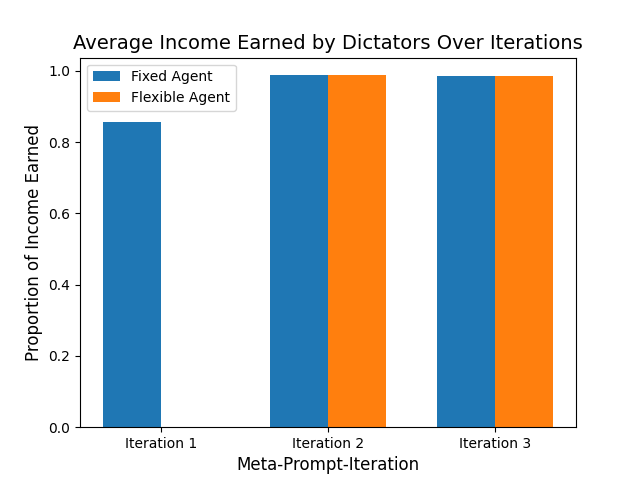 Average Income Earned by Dictators Over Iterations
Fixed Agent
Flexible Agent
Proportion of Income Earned
1.0
0.8
0.6
0.4
0.2
0.0
Iteration 1
Iteration 2
Iteration 3
Meta-Prompt-Iteration